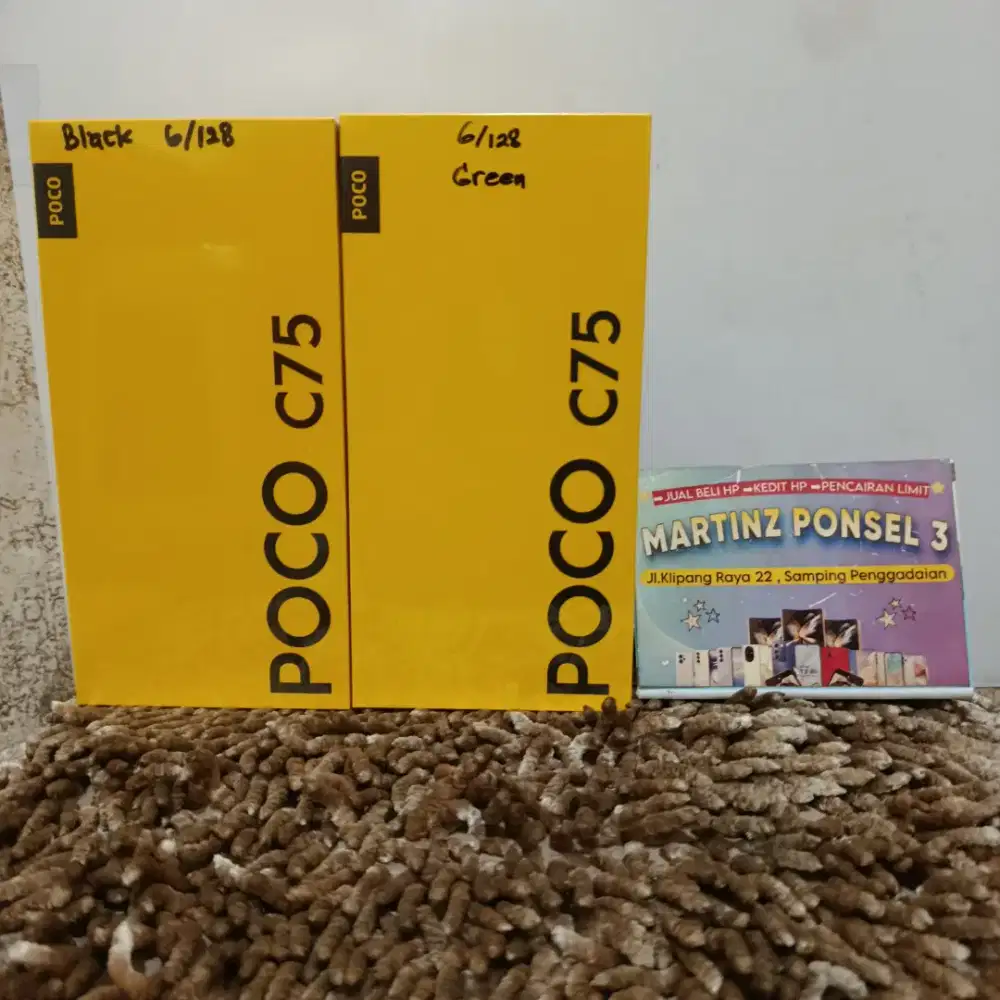 Black 6/128
POCO
POCO C75
6/128
Green
POCO
POCO C75
JUAL BELI HP KEDIT HP PENCAIRAN LIMIT
MARTINZ PONSEL 3
Jl.Klipang Raya 22 , Samping Penggadaian